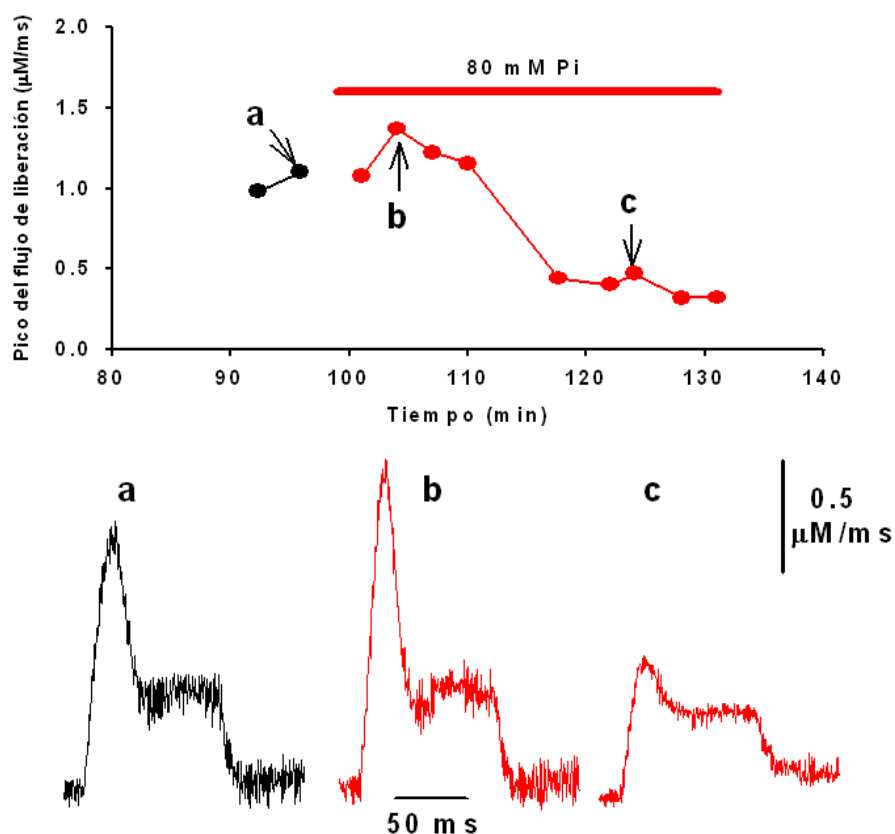 Pico del flujo de liberación (μM/ms)
2.0
1.5
1.0
0.5
0.0
80 mM Pi
a
b
c
80 90 100 110 120 130 140
Tiempo (min)
a b c
0.5
μM/ms
50 ms